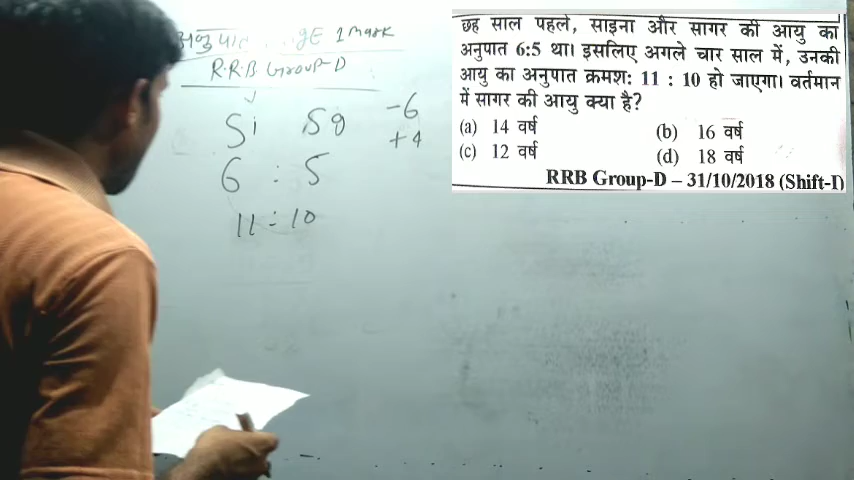 अनुपात ... gE 1 Mark
R.R.B Group-D
Si Sg -6
+4
6 : 5
11 : 10
छह साल पहले, साइना और सागर की आयु का
अनुपात 6:5 था। इसलिए अगले चार साल में, उनकी
आयु का अनुपात क्रमश: 11 : 10 हो जाएगा। वर्तमान
में सागर की आयु क्या है?
(a) 14 वर्ष (b) 16 वर्ष
(c) 12 वर्ष (d) 18 वर्ष
RRB Group-D – 31/10/2018 (Shift-I)